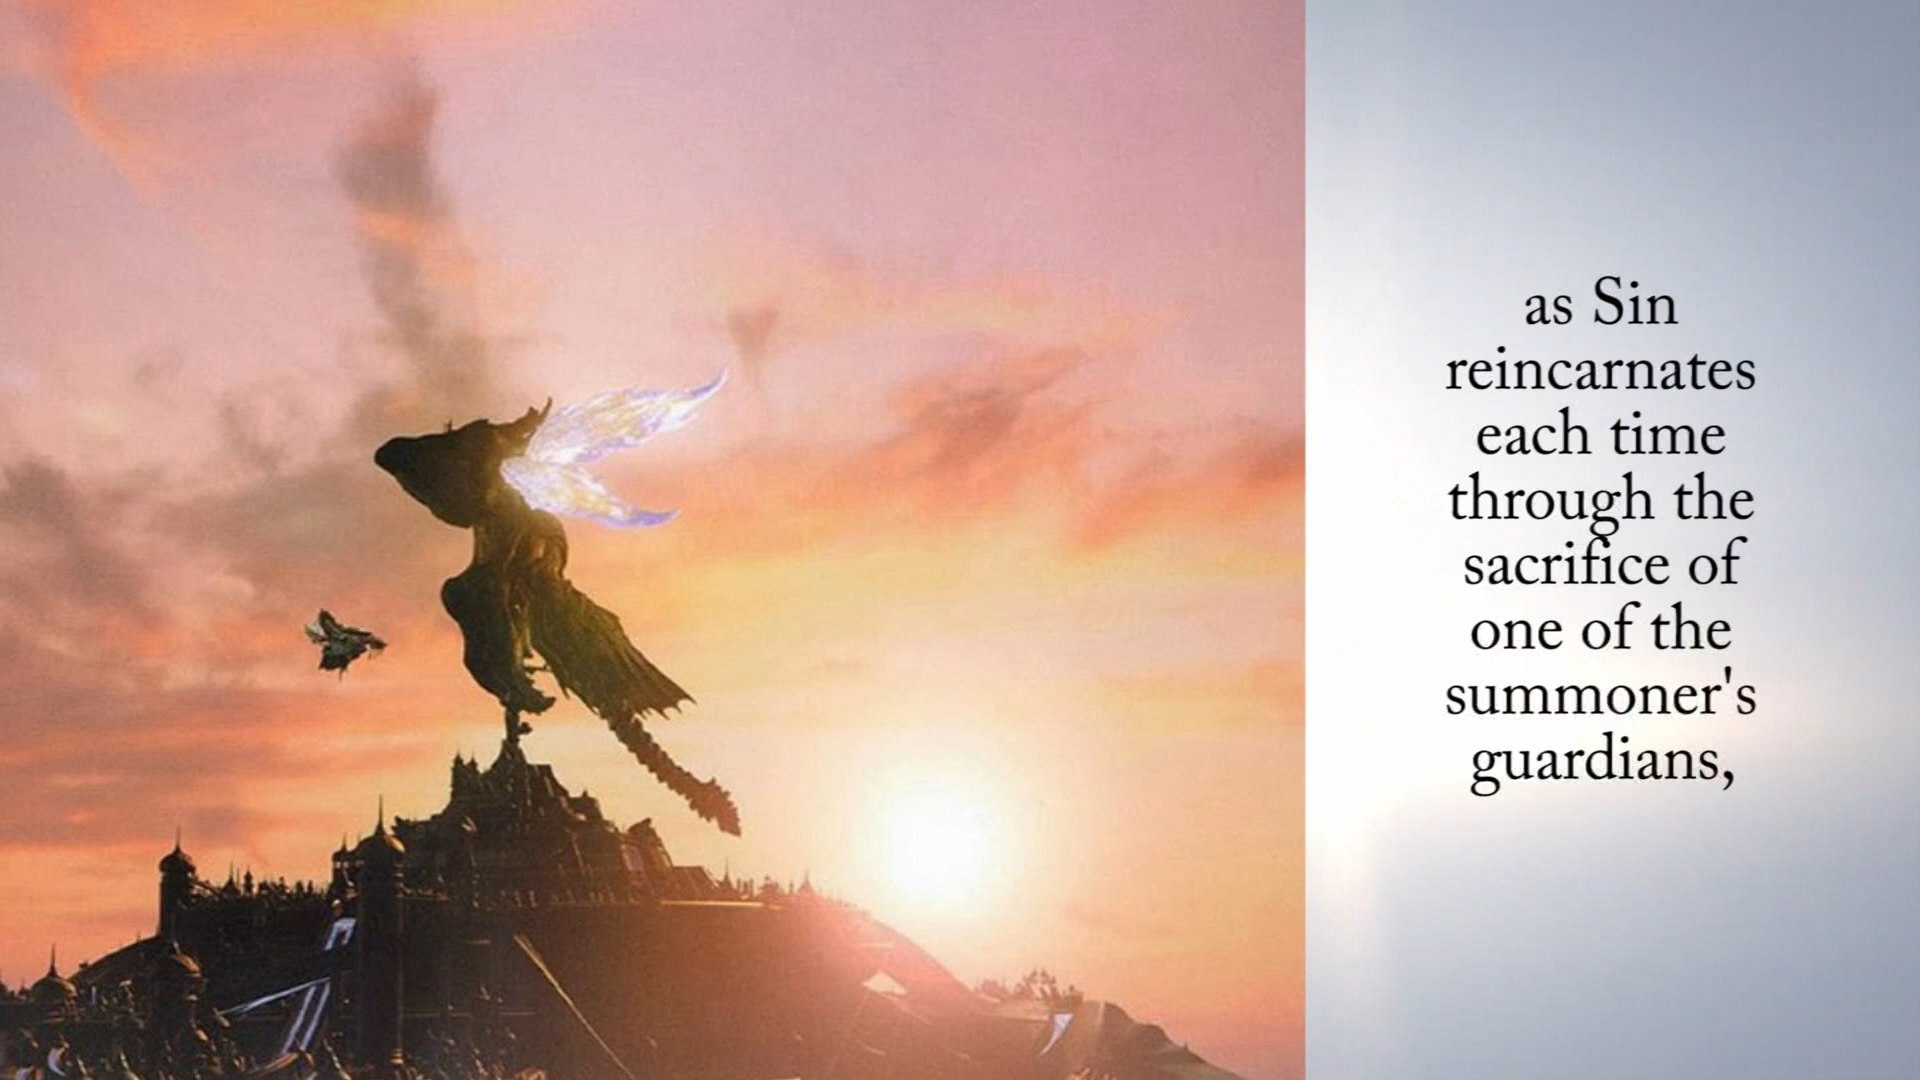 as Sin
reincarnates
each time
through the
sacrifice of
one of the
summoner's
guardians,